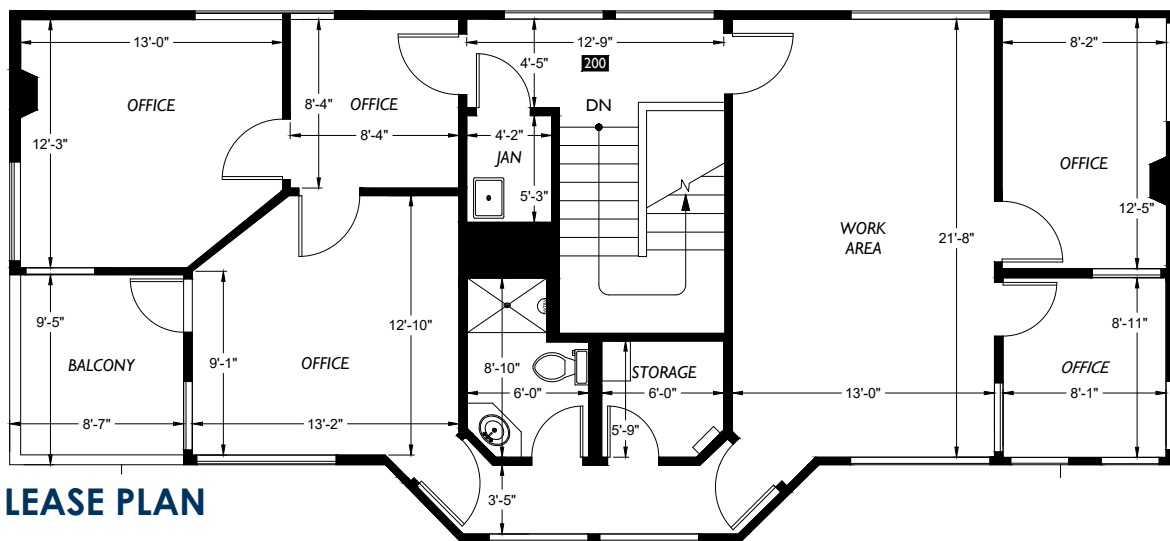 13'-0"
12'-9"
8'-2"
200
4'-5"
OFFICE
OFFICE
DN
8'-4"
8'-4"
4'-2"
12'-3"
JAN
OFFICE
5'-3"
12'-5"
WORK
AREA
21'-8"
9'-5"
12'-10"
8'-11"
BALCONY
9'-1"
OFFICE
8'-10"
STORAGE
OFFICE
6'-0"
6'-0"
13'-0"
8'-1"
8'-7"
13'-2"
5'-9"
3'-5"
LEASE PLAN
N